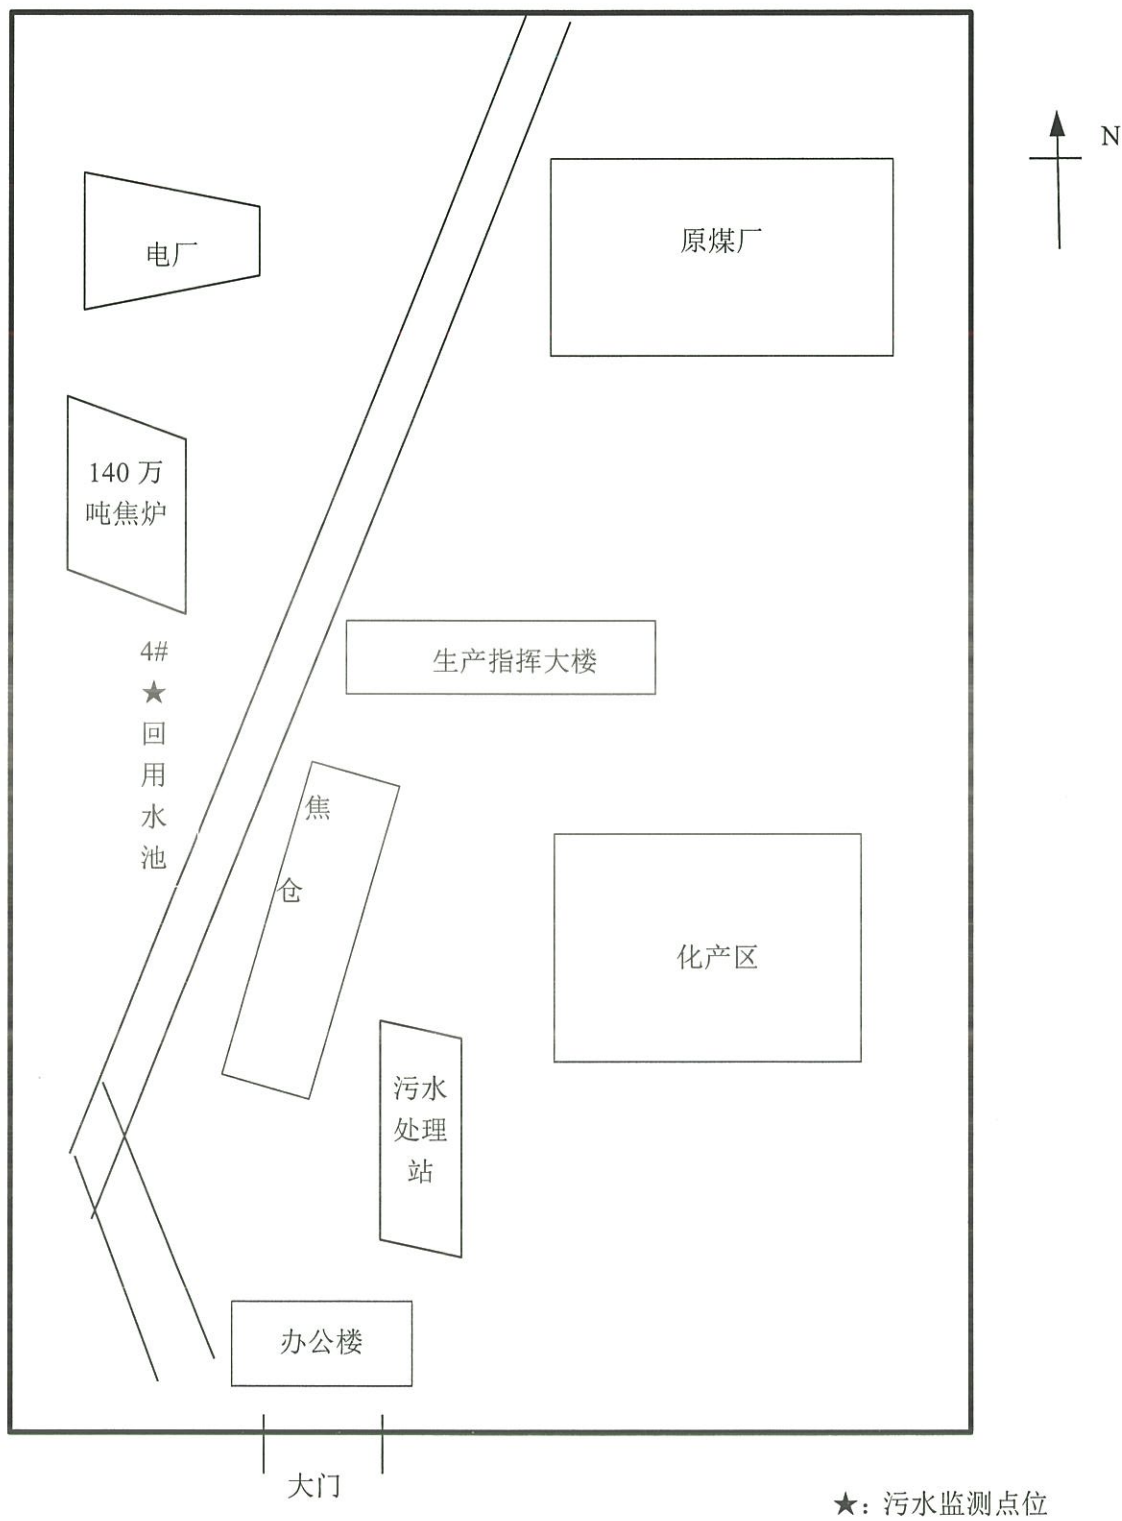 N
原煤厂
电厂
140 万
吨焦炉
4#
★
回
用
水
池
生产指挥大楼
焦
仓
化产区
污水
处理
站
办公楼
大门
★：污水监测点位